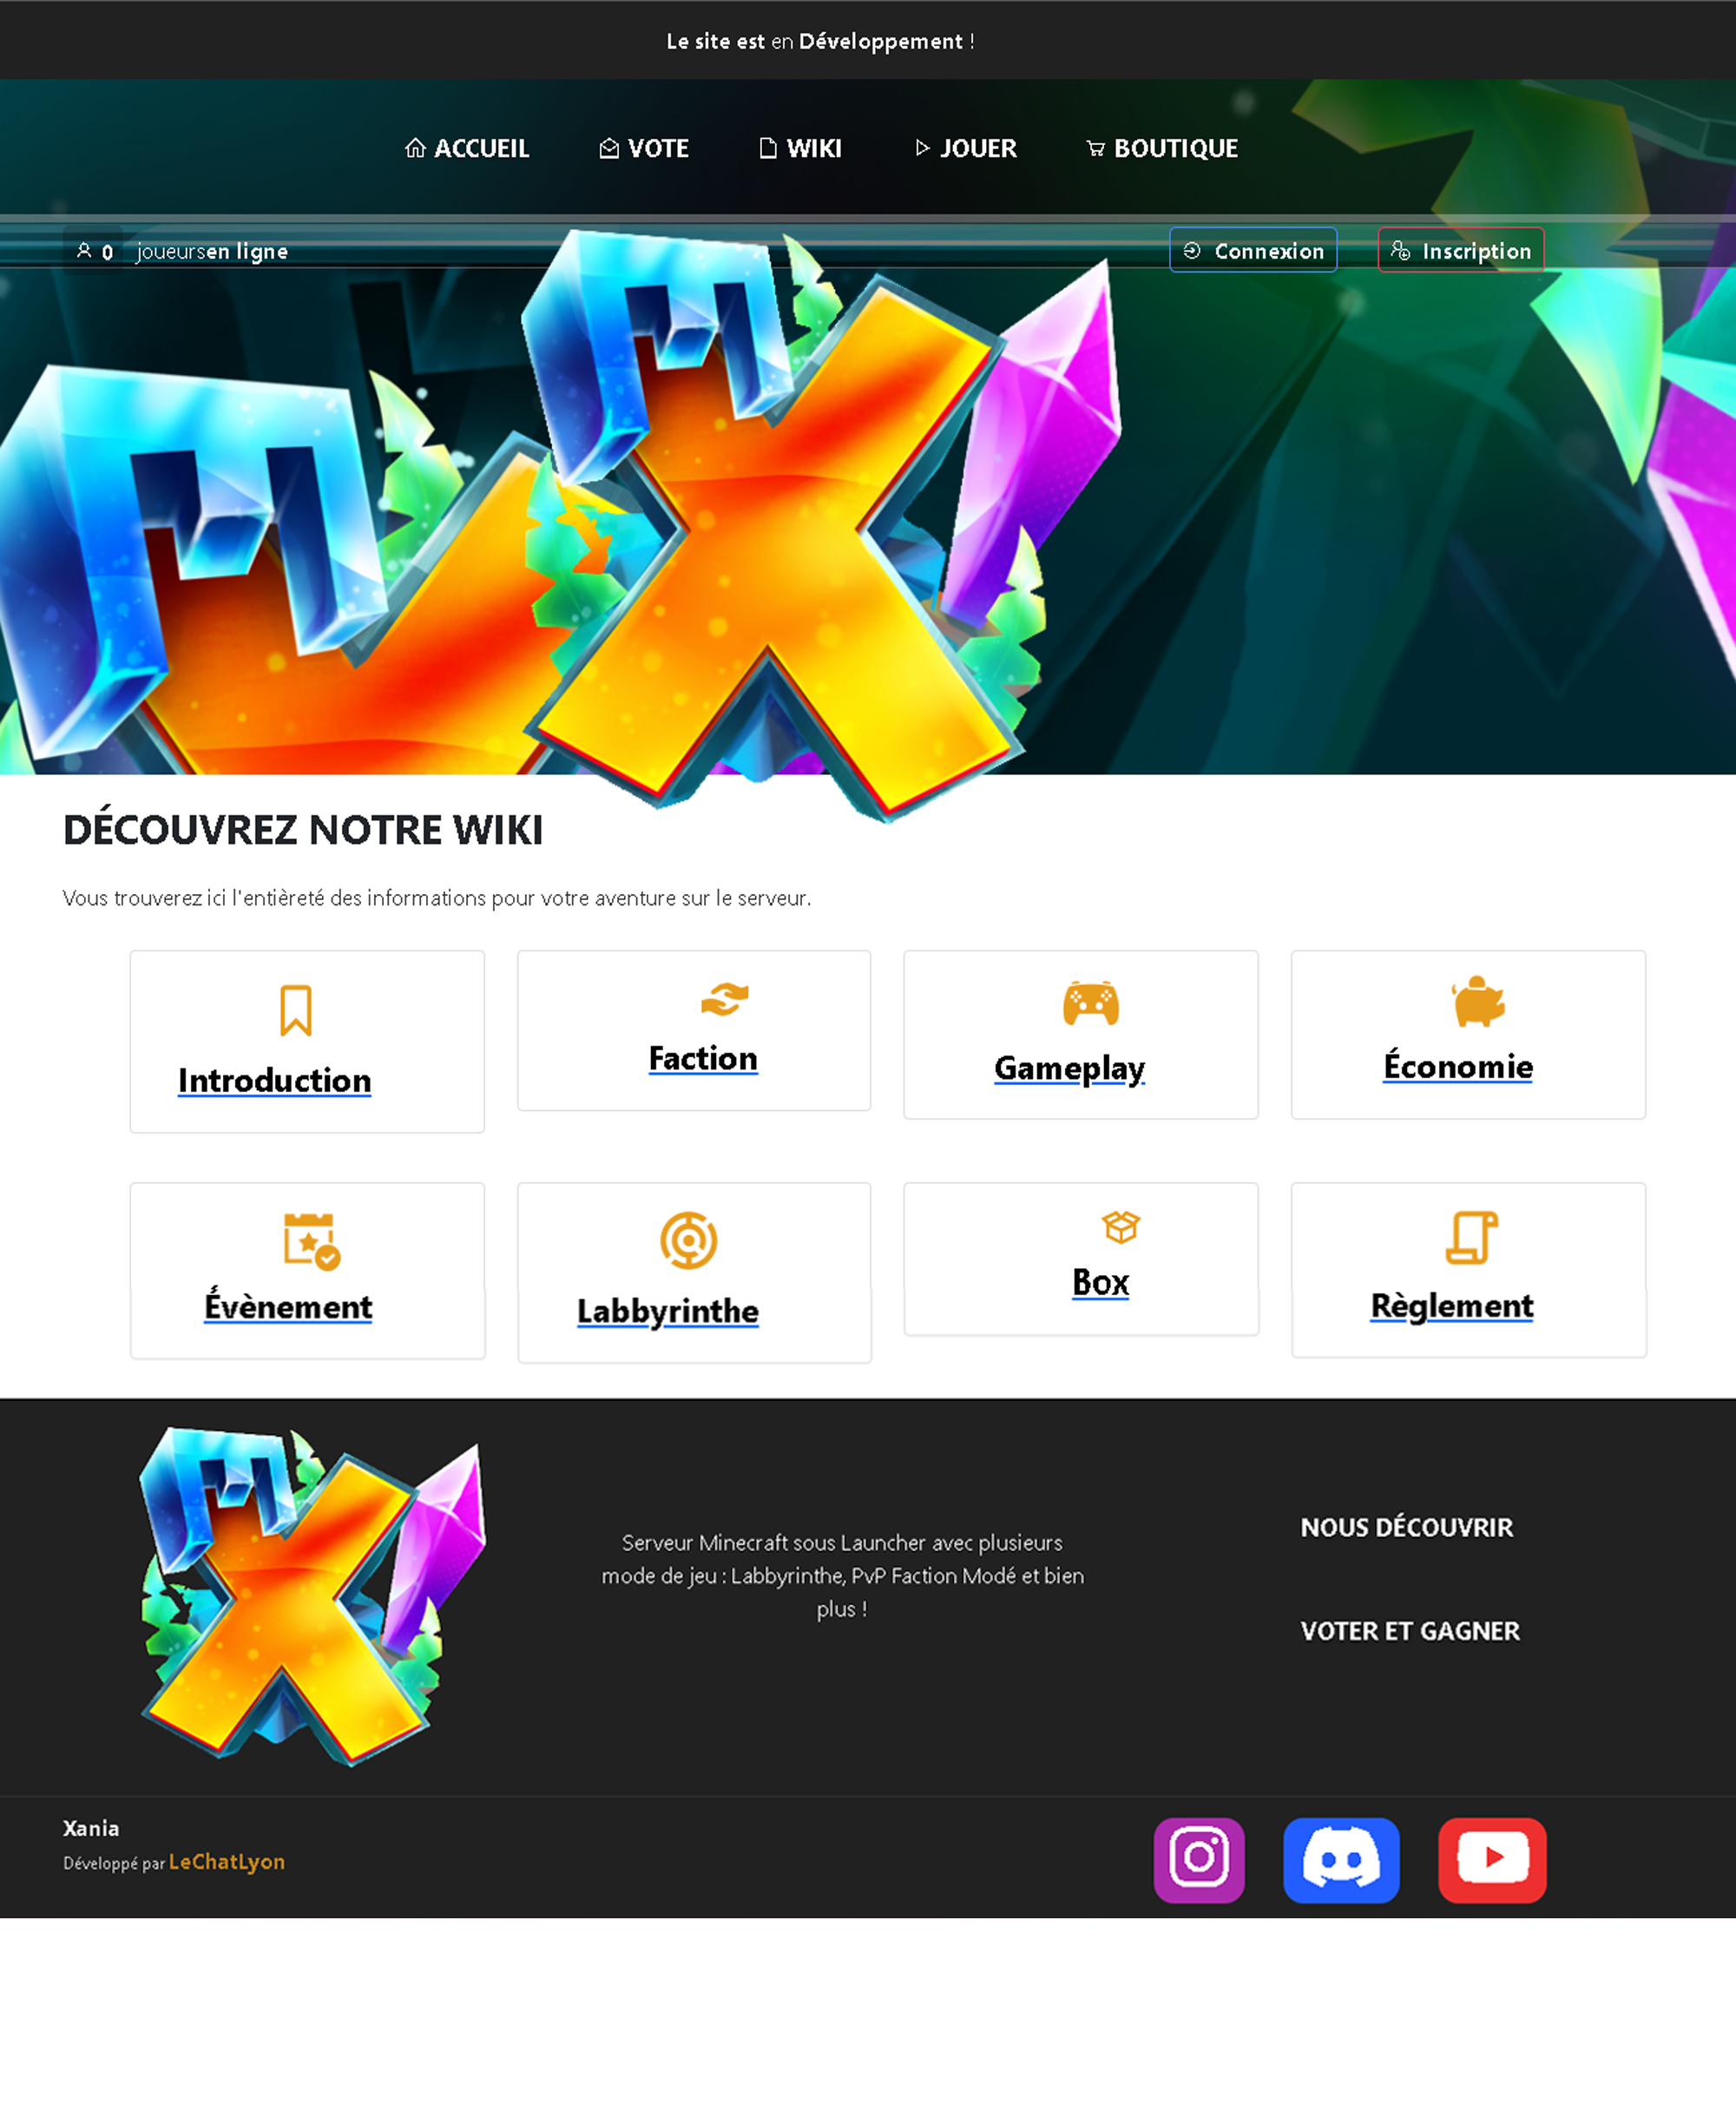 Le site est en Développement !
ACCUEIL VOTE WIKI JOUER BOUTIQUE
0 joueursen ligne Connexion Inscription
DÉCOUVREZ NOTRE WIKI
Vous trouverez ici l'entièreté des informations pour votre aventure sur le serveur.
Introduction Faction Gameplay Économie
Évènement Labbyrinthe Box Règlement
Serveur Minecraft sous Launcher avec plusieurs
mode de jeu : Labbyrinthe, PvP Faction Modé et bien
plus !
NOUS DÉCOUVRIR
VOTER ET GAGNER
Xania
Développé par LeChatLyon